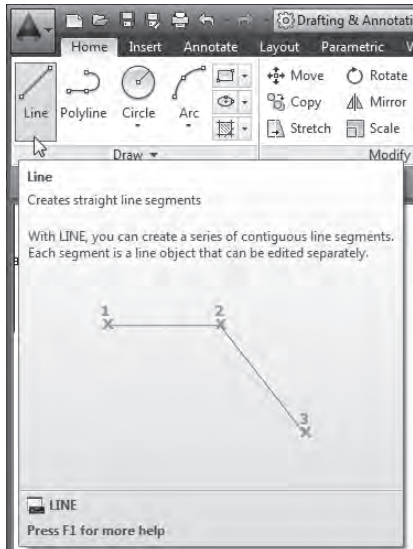 Drafting & Annotati
Home Insert Annotate Layout Parametric V
Line Polyline Circle Arc
Move Rotate
Copy Mirror
Stretch Scale
Draw Modify
Line
Creates straight line segments
With LINE, you can create a series of contiguous line segments.
Each segment is a line object that can be edited separately.
1 2
3
LINE
Press F1 for more help